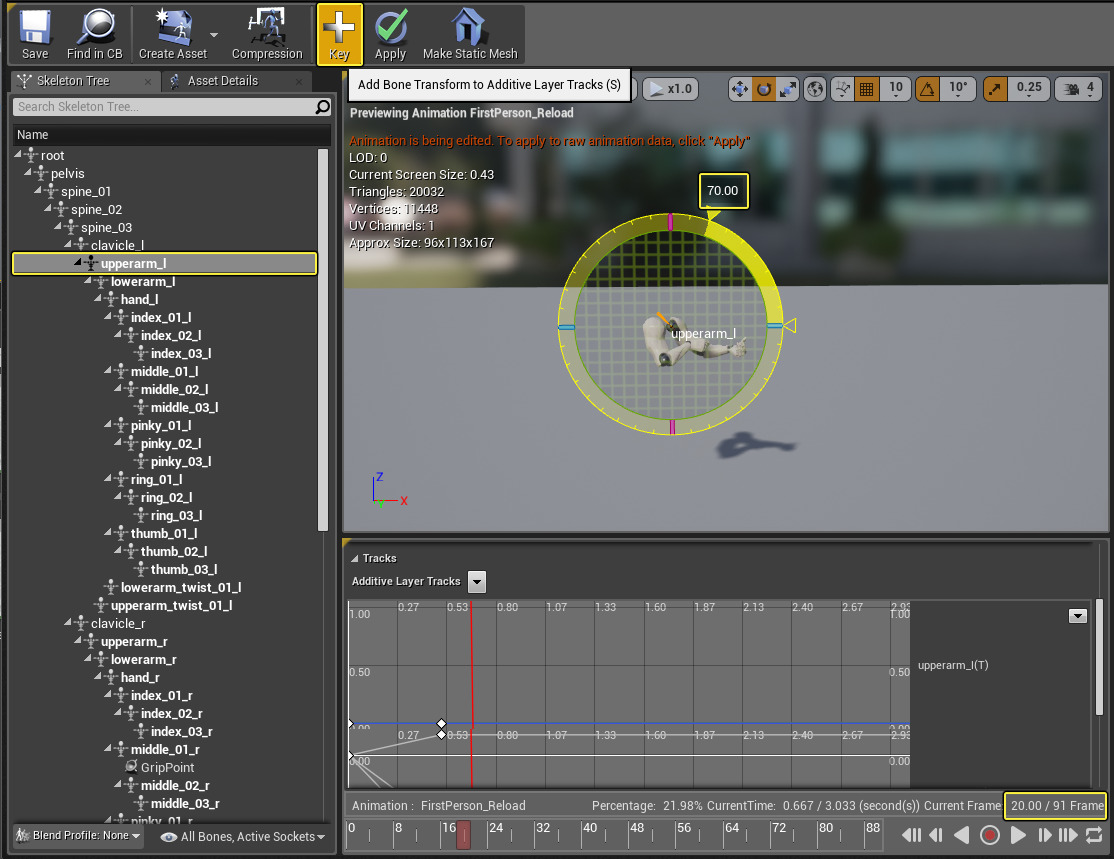 Save Find in CB Create Asset Compression Key Apply Make Static Mesh
Skeleton Tree Asset Details
Add Bone Transform to Additive Layer Tracks (S)
x1.0 10 10° 0.25 4
Search Skeleton Tree...
Name
root
pelvis
spine_01
spine_02
spine_03
clavicle_l
upperarm_l
lowerarm_l
hand_l
index_01_l
index_02_l
index_03_l
middle_01_l
middle_02_l
middle_03_l
pinky_01_l
pinky_02_l
pinky_03_l
ring_01_l
ring_02_l
ring_03_l
thumb_01_l
thumb_02_l
thumb_03_l
lowerarm_twist_01_l
upperarm_twist_01_l
clavicle_r
upperarm_r
lowerarm_r
hand_r
index_01_r
index_02_r
index_03_r
middle_01_r
GripPoint
middle_02_r
middle_03_r
pinky_01_r
Blend Profile: None All Bones, Active Sockets
Previewing Animation FirstPerson_Reload
Animation is being edited. To apply to raw animation data, click "Apply"
LOD: 0
Current Screen Size: 0.43
Triangles: 20032
Vertices: 11448
UV Channels: 1
Approx Size: 96x113x167
70.00
upperarm_l
Z
X
Tracks
Additive Layer Tracks
0.27 0.53 0.80 1.07 1.33 1.60 1.87 2.13 2.40 2.67 2.93
1.00 1.00
0.50 0.50
upperarm_l(T)
0.00
0.27 0.53 0.80 1.07 1.33 1.60 1.87 2.13 2.40 2.67 2.93
0.00 0.00
Animation : FirstPerson_Reload Percentage: 21.98% CurrentTime: 0.667 / 3.033 (second(s)) Current Frame 20.00 / 91 Frame
0 8 16 24 32 40 48 56 64 72 80 88